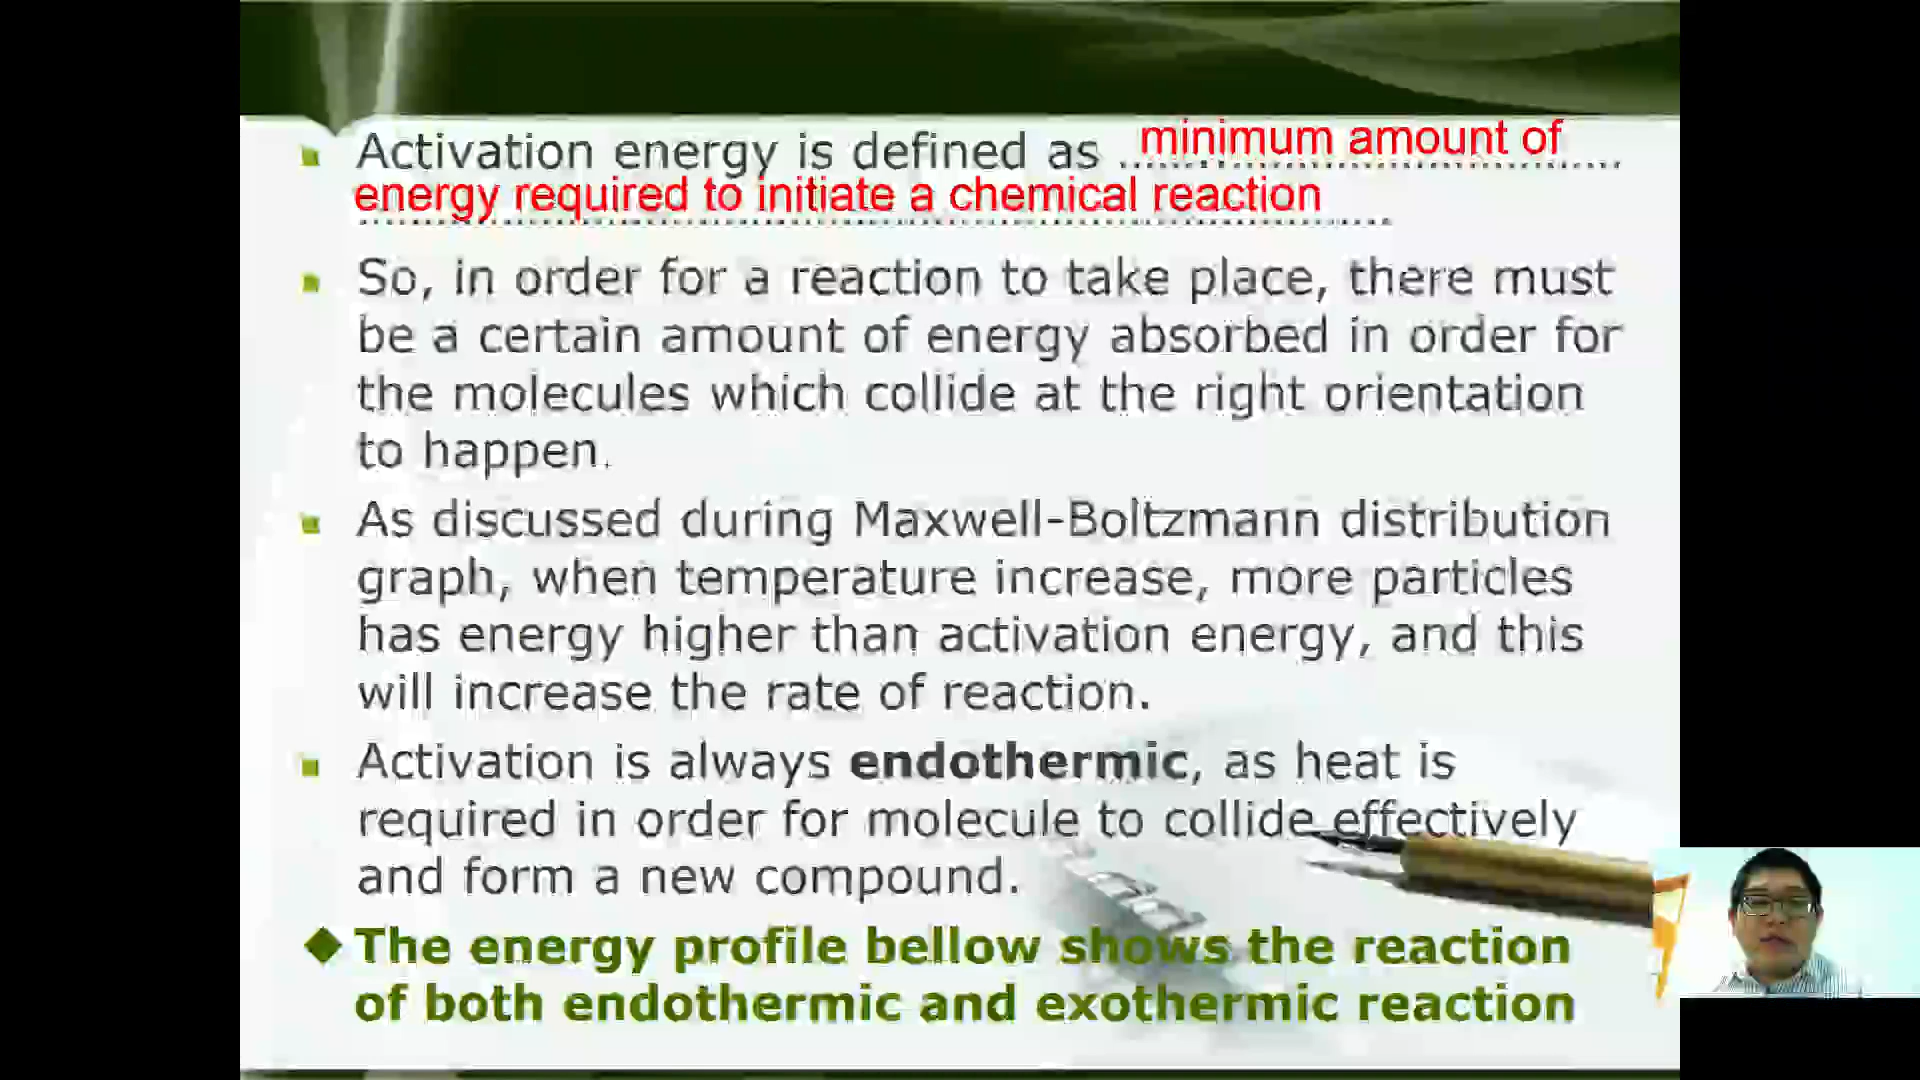 Activation energy is defined as minimum amount of
energy required to initiate a chemical reaction
So, in order for a reaction to take place, there must
be a certain amount of energy absorbed in order for
the molecules which collide at the right orientation
to happen.
As discussed during Maxwell-Boltzmann distribution
graph, when temperature increase, more particles
has energy higher than activation energy, and this
will increase the rate of reaction.
Activation is always endothermic, as heat is
required in order for molecule to collide effectively
and form a new compound.
The energy profile bellow shows the reaction
of both endothermic and exothermic reaction